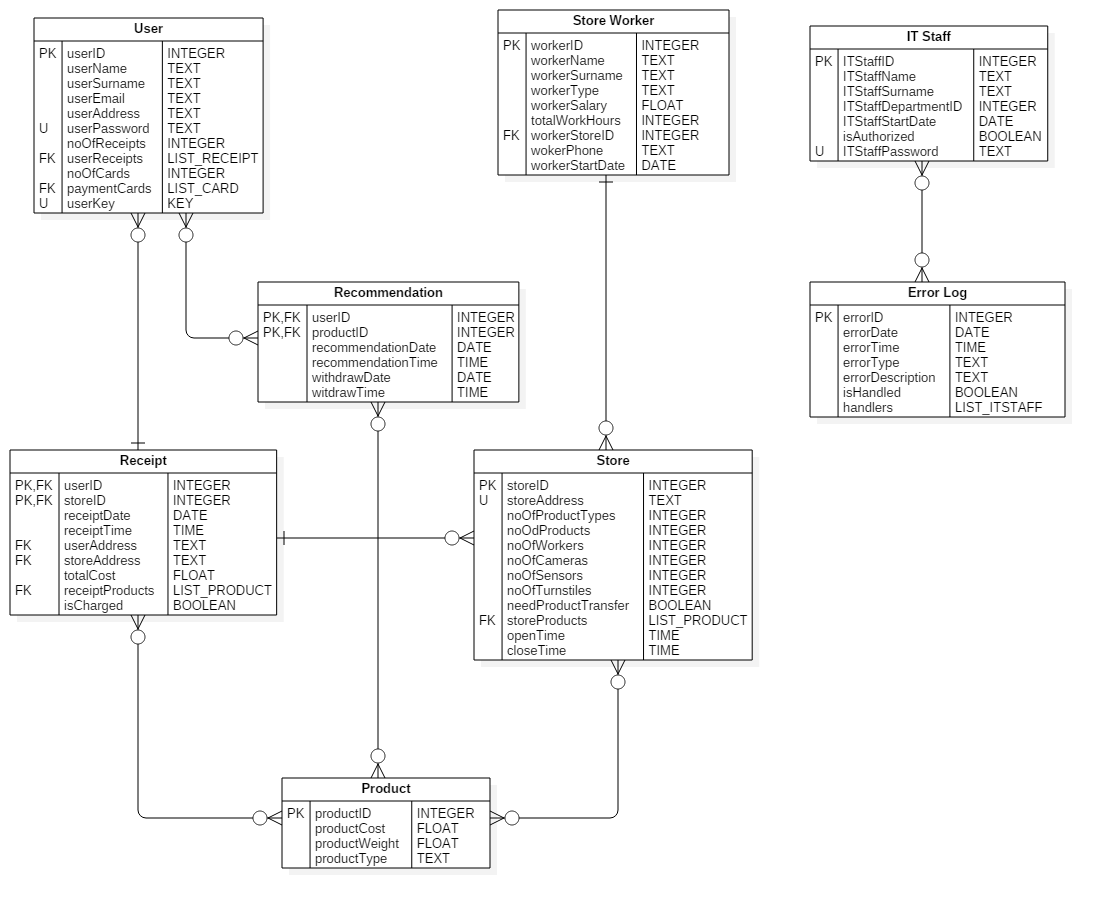 User
PK userID INTEGER
userName TEXT
userSurname TEXT
userEmail TEXT
userAddress TEXT
U userPassword TEXT
noOfReceipts INTEGER
FK userReceipts LIST_RECEIPT
noOfCards INTEGER
FK paymentCards LIST_CARD
U userKey KEY
Store Worker
PK workerID INTEGER
workerName TEXT
workerSurname TEXT
workerType TEXT
workerSalary FLOAT
totalWorkHours INTEGER
FK workerStoreID INTEGER
wokerPhone TEXT
workerStartDate DATE
IT Staff
PK ITStaffID INTEGER
ITStaffName TEXT
ITStaffSurname TEXT
ITStaffDepartmentID INTEGER
ITStaffStartDate DATE
isAuthorized BOOLEAN
U ITStaffPassword TEXT
Recommendation
PK,FK userID INTEGER
PK,FK productID INTEGER
recommendationDate DATE
recommendationTime TIME
withdrawDate DATE
witdrawTime TIME
Error Log
PK errorID INTEGER
errorDate DATE
errorTime TIME
errorType TEXT
errorDescription TEXT
isHandled BOOLEAN
handlers LIST_ITSTAFF
Receipt
PK,FK userID INTEGER
PK,FK storeID INTEGER
receiptDate DATE
receiptTime TIME
FK userAddress TEXT
FK storeAddress TEXT
totalCost FLOAT
FK receiptProducts LIST_PRODUCT
isCharged BOOLEAN
Store
PK storeID INTEGER
U storeAddress TEXT
noOfProductTypes INTEGER
noOdProducts INTEGER
noOfWorkers INTEGER
noOfCameras INTEGER
noOfSensors INTEGER
noOfTurnstiles INTEGER
needProductTransfer BOOLEAN
FK storeProducts LIST_PRODUCT
openTime TIME
closeTime TIME
Product
PK productID INTEGER
productCost FLOAT
productWeight FLOAT
productType TEXT